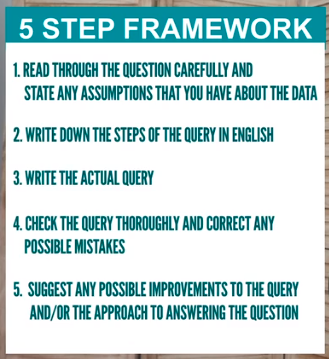 5 STEP FRAMEWORK
1. READ THROUGH THE QUESTION CAREFULLY AND
STATE ANY ASSUMPTIONS THAT YOU HAVE ABOUT THE DATA
2. WRITE DOWN THE STEPS OF THE QUERY IN ENGLISH
3. WRITE THE ACTUAL QUERY
4. CHECK THE QUERY THOROUGHLY AND CORRECT ANY
POSSIBLE MISTAKES
5. SUGGEST ANY POSSIBLE IMPROVEMENTS TO THE QUERY
AND/OR THE APPROACH TO ANSWERING THE QUESTION